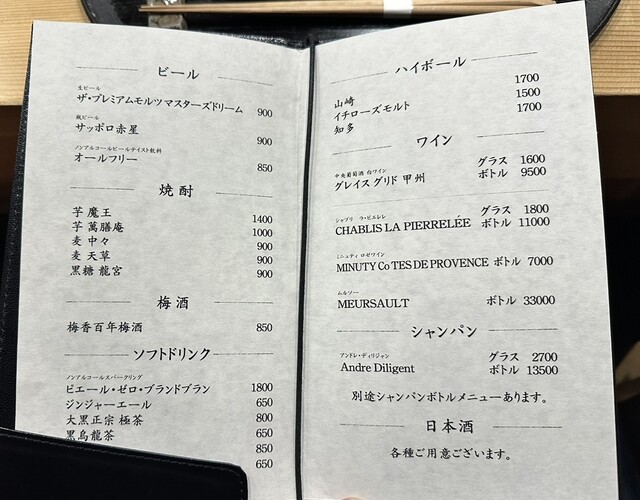 ビール
生ビール
ザ・プレミアムモルツマスターズドリーム 900
瓶ビール
サッポロ赤星 900
ノンアルコールビールテイスト飲料
オールフリー 850
焼酎
芋 魔王 1400
芋 萬膳庵 1000
麦 中々 900
麦 天草 900
黒糖 龍宮 900
梅酒
梅香百年梅酒 850
ソフトドリンク
ノンアルコールスパークリング
ピエール・ゼロ・ブランドブラン 1800
ジンジャーエール 650
大黒正宗 極茶 800
黒烏龍茶 650
850
650
ハイボール
山崎 1700
イチローズモルト 1500
知多 1700
ワイン
中央葡萄酒 白ワイン
グレイスグリド 甲州 グラス 1600
ボトル 9500
シャブリ ラ・ピエレレ
CHABLIS LA PIERRELÉE グラス 1800
ボトル 11000
ミニュティ ロゼワイン
MINUTY Co TES DE PROVENCE ボトル 7000
ムルソー
MEURSAULT ボトル 33000
シャンパン
アンドレ・ディリジャン
Andre Diligent グラス 2700
ボトル 13500
別途シャンパンボトルメニューあります。
日本酒
各種ご用意ございます。